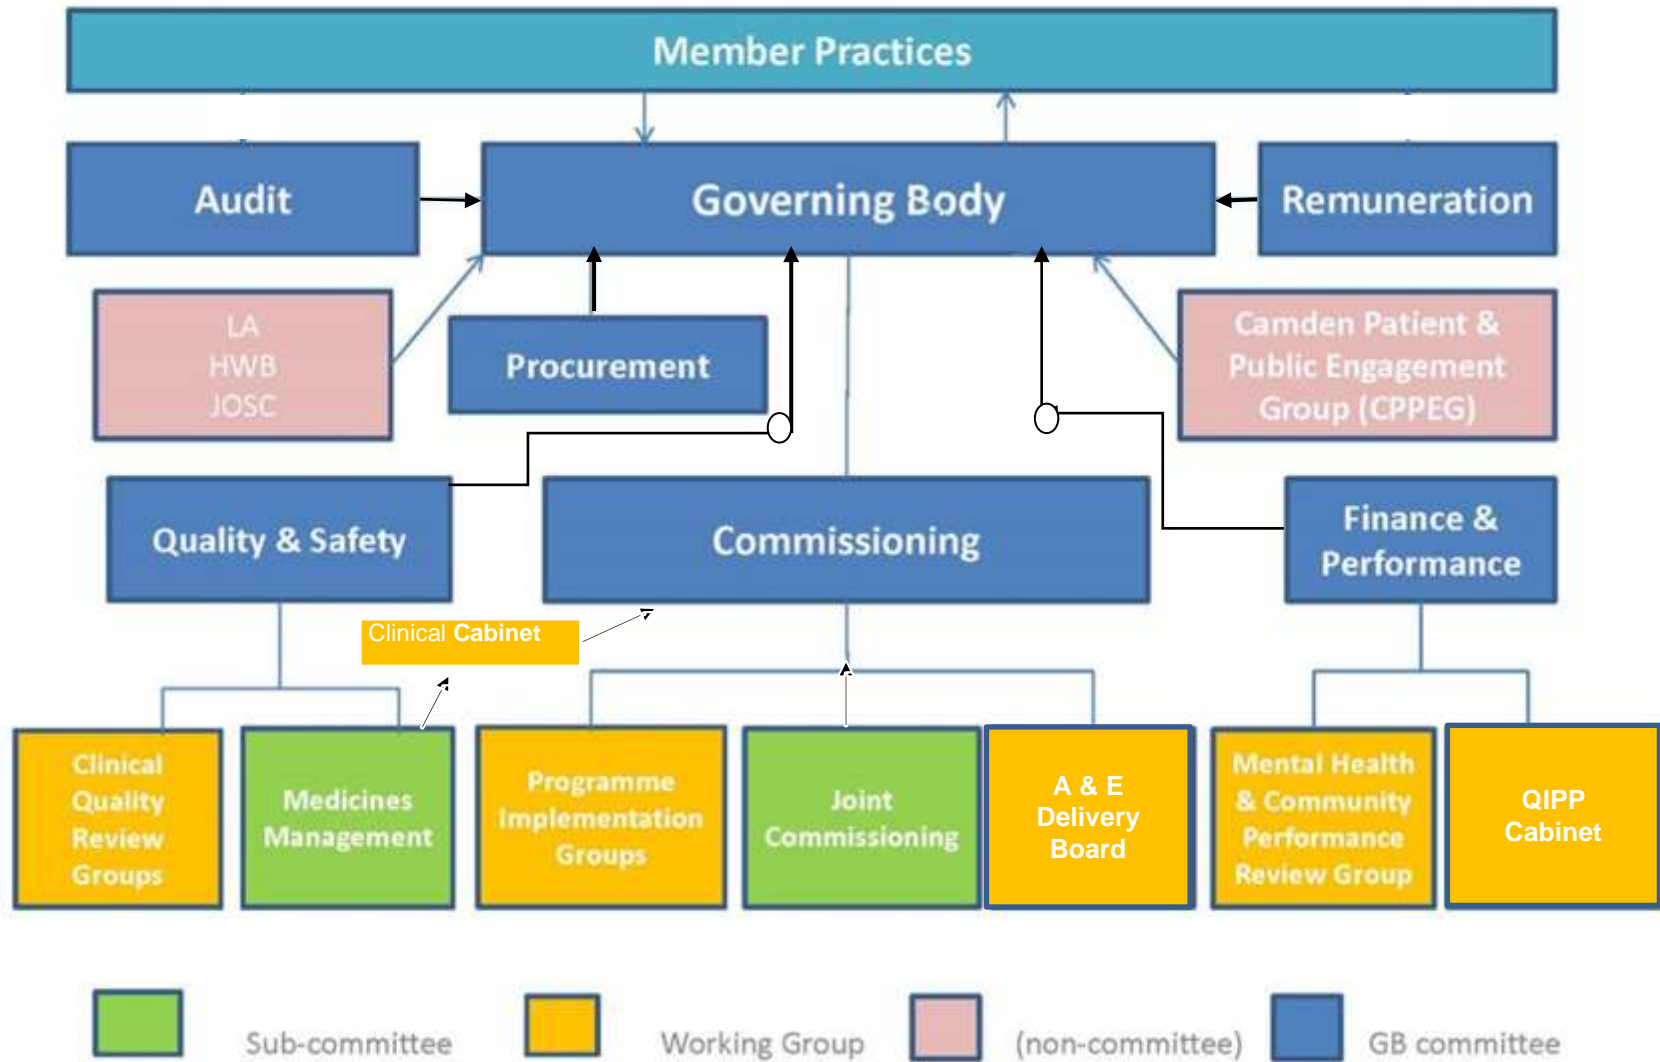 Member Practices
Audit
Governing Body
Remuneration
LA
HWB
JOSC
Procurement
Camden Patient &
Public Engagement
Group (CPPEG)
Quality & Safety
Commissioning
Finance &
Performance
Clinical Cabinet
Clinical
Quality
Review
Groups
Medicines
Management
Programme
Implementation
Groups
Joint
Commissioning
A & E
Delivery
Board
Mental Health
& Community
Performance
Review Group
QIPP
Cabinet
Sub-committee
Working Group
(non-committee)
GB committee